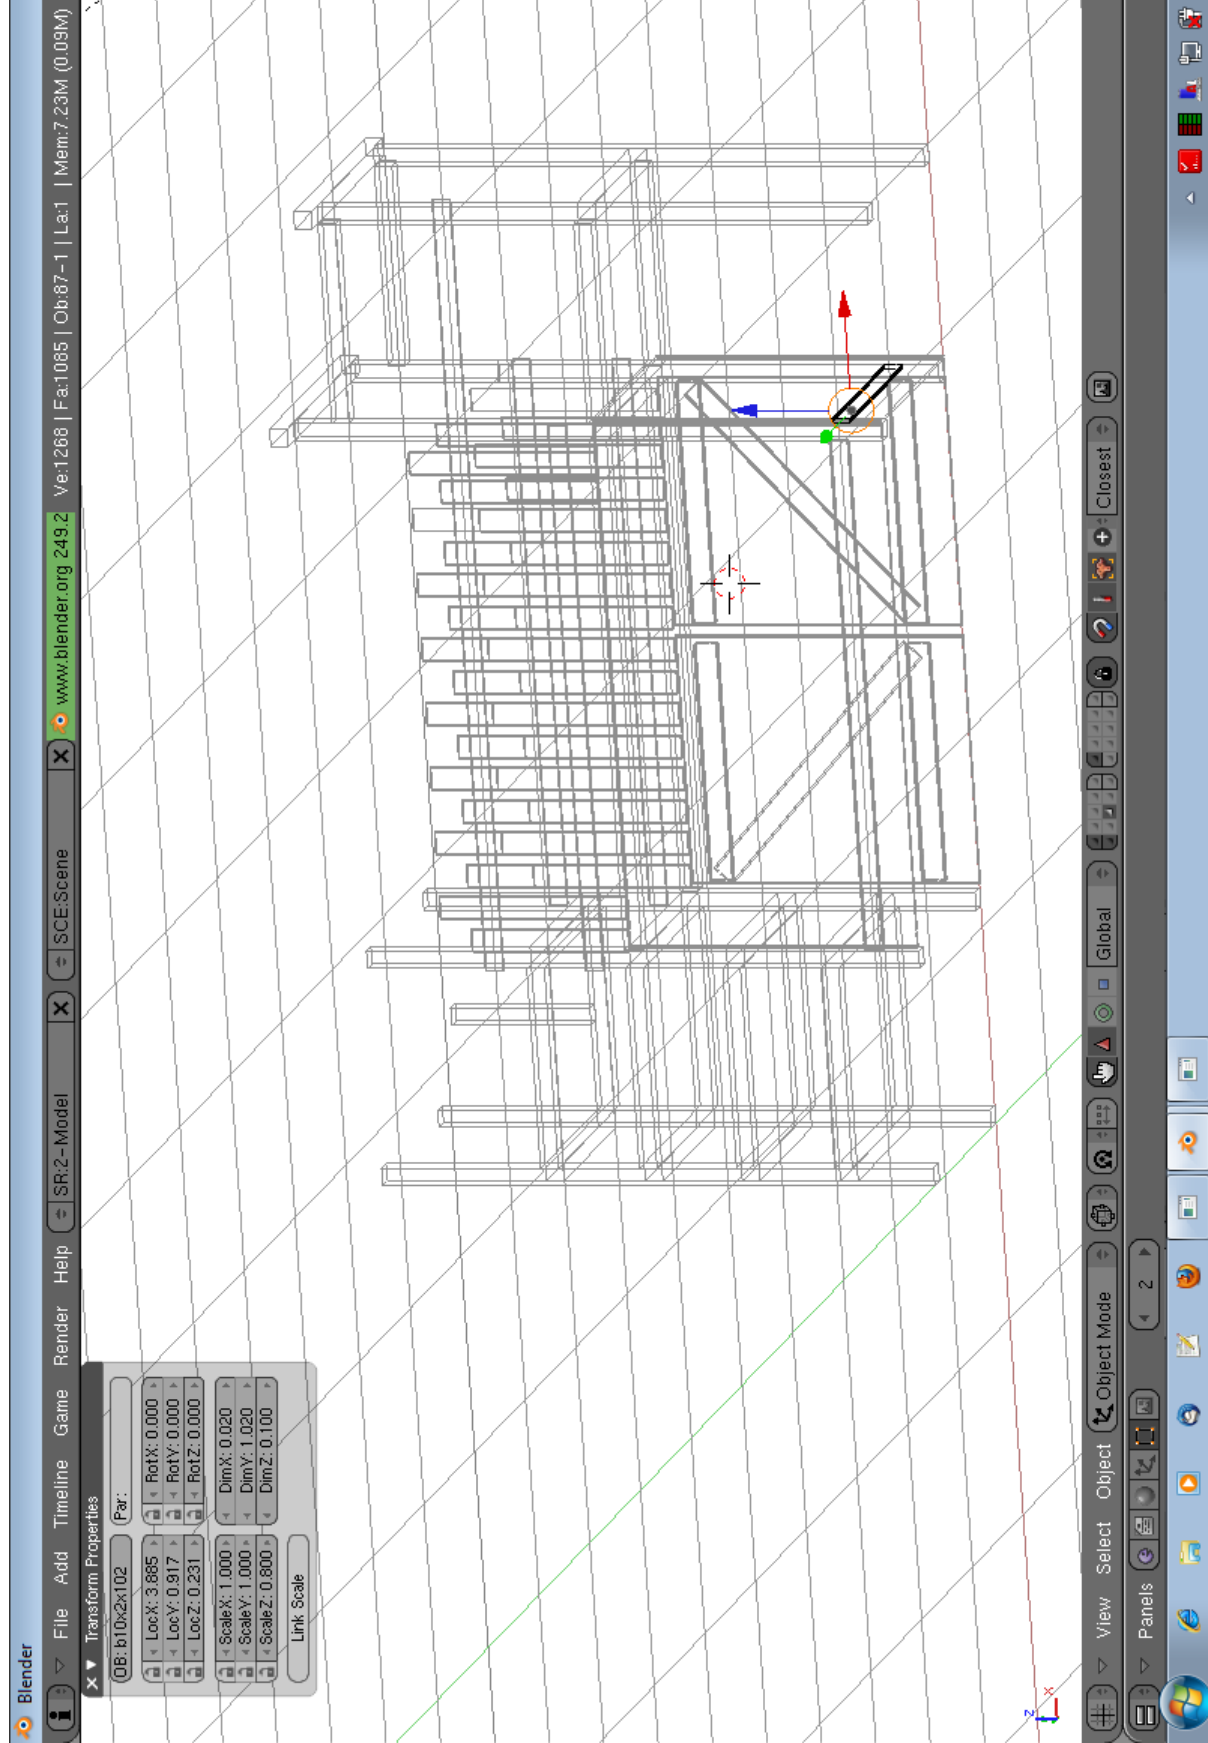 Blender
File Add Timeline Game Render Help SR:2-Model SCE:Scene www.blender.org 249.2 Ve:1268 | Fa:1085 | Ob:87-1 | La:1 | Mem:7.23M (0.09M)
Transform Properties
OB: b10x2x102 Par:
LocX: 3.885 RotX: 0.000
LocY: 0.917 RotY: 0.000
LocZ: 0.231 RotZ: 0.000
ScaleX: 1.000 DimX: 0.020
ScaleY: 1.000 DimY: 1.020
ScaleZ: 0.800 DimZ: 0.100
Link Scale
z
x
View Select Object Object Mode Global Closest
Panels 2